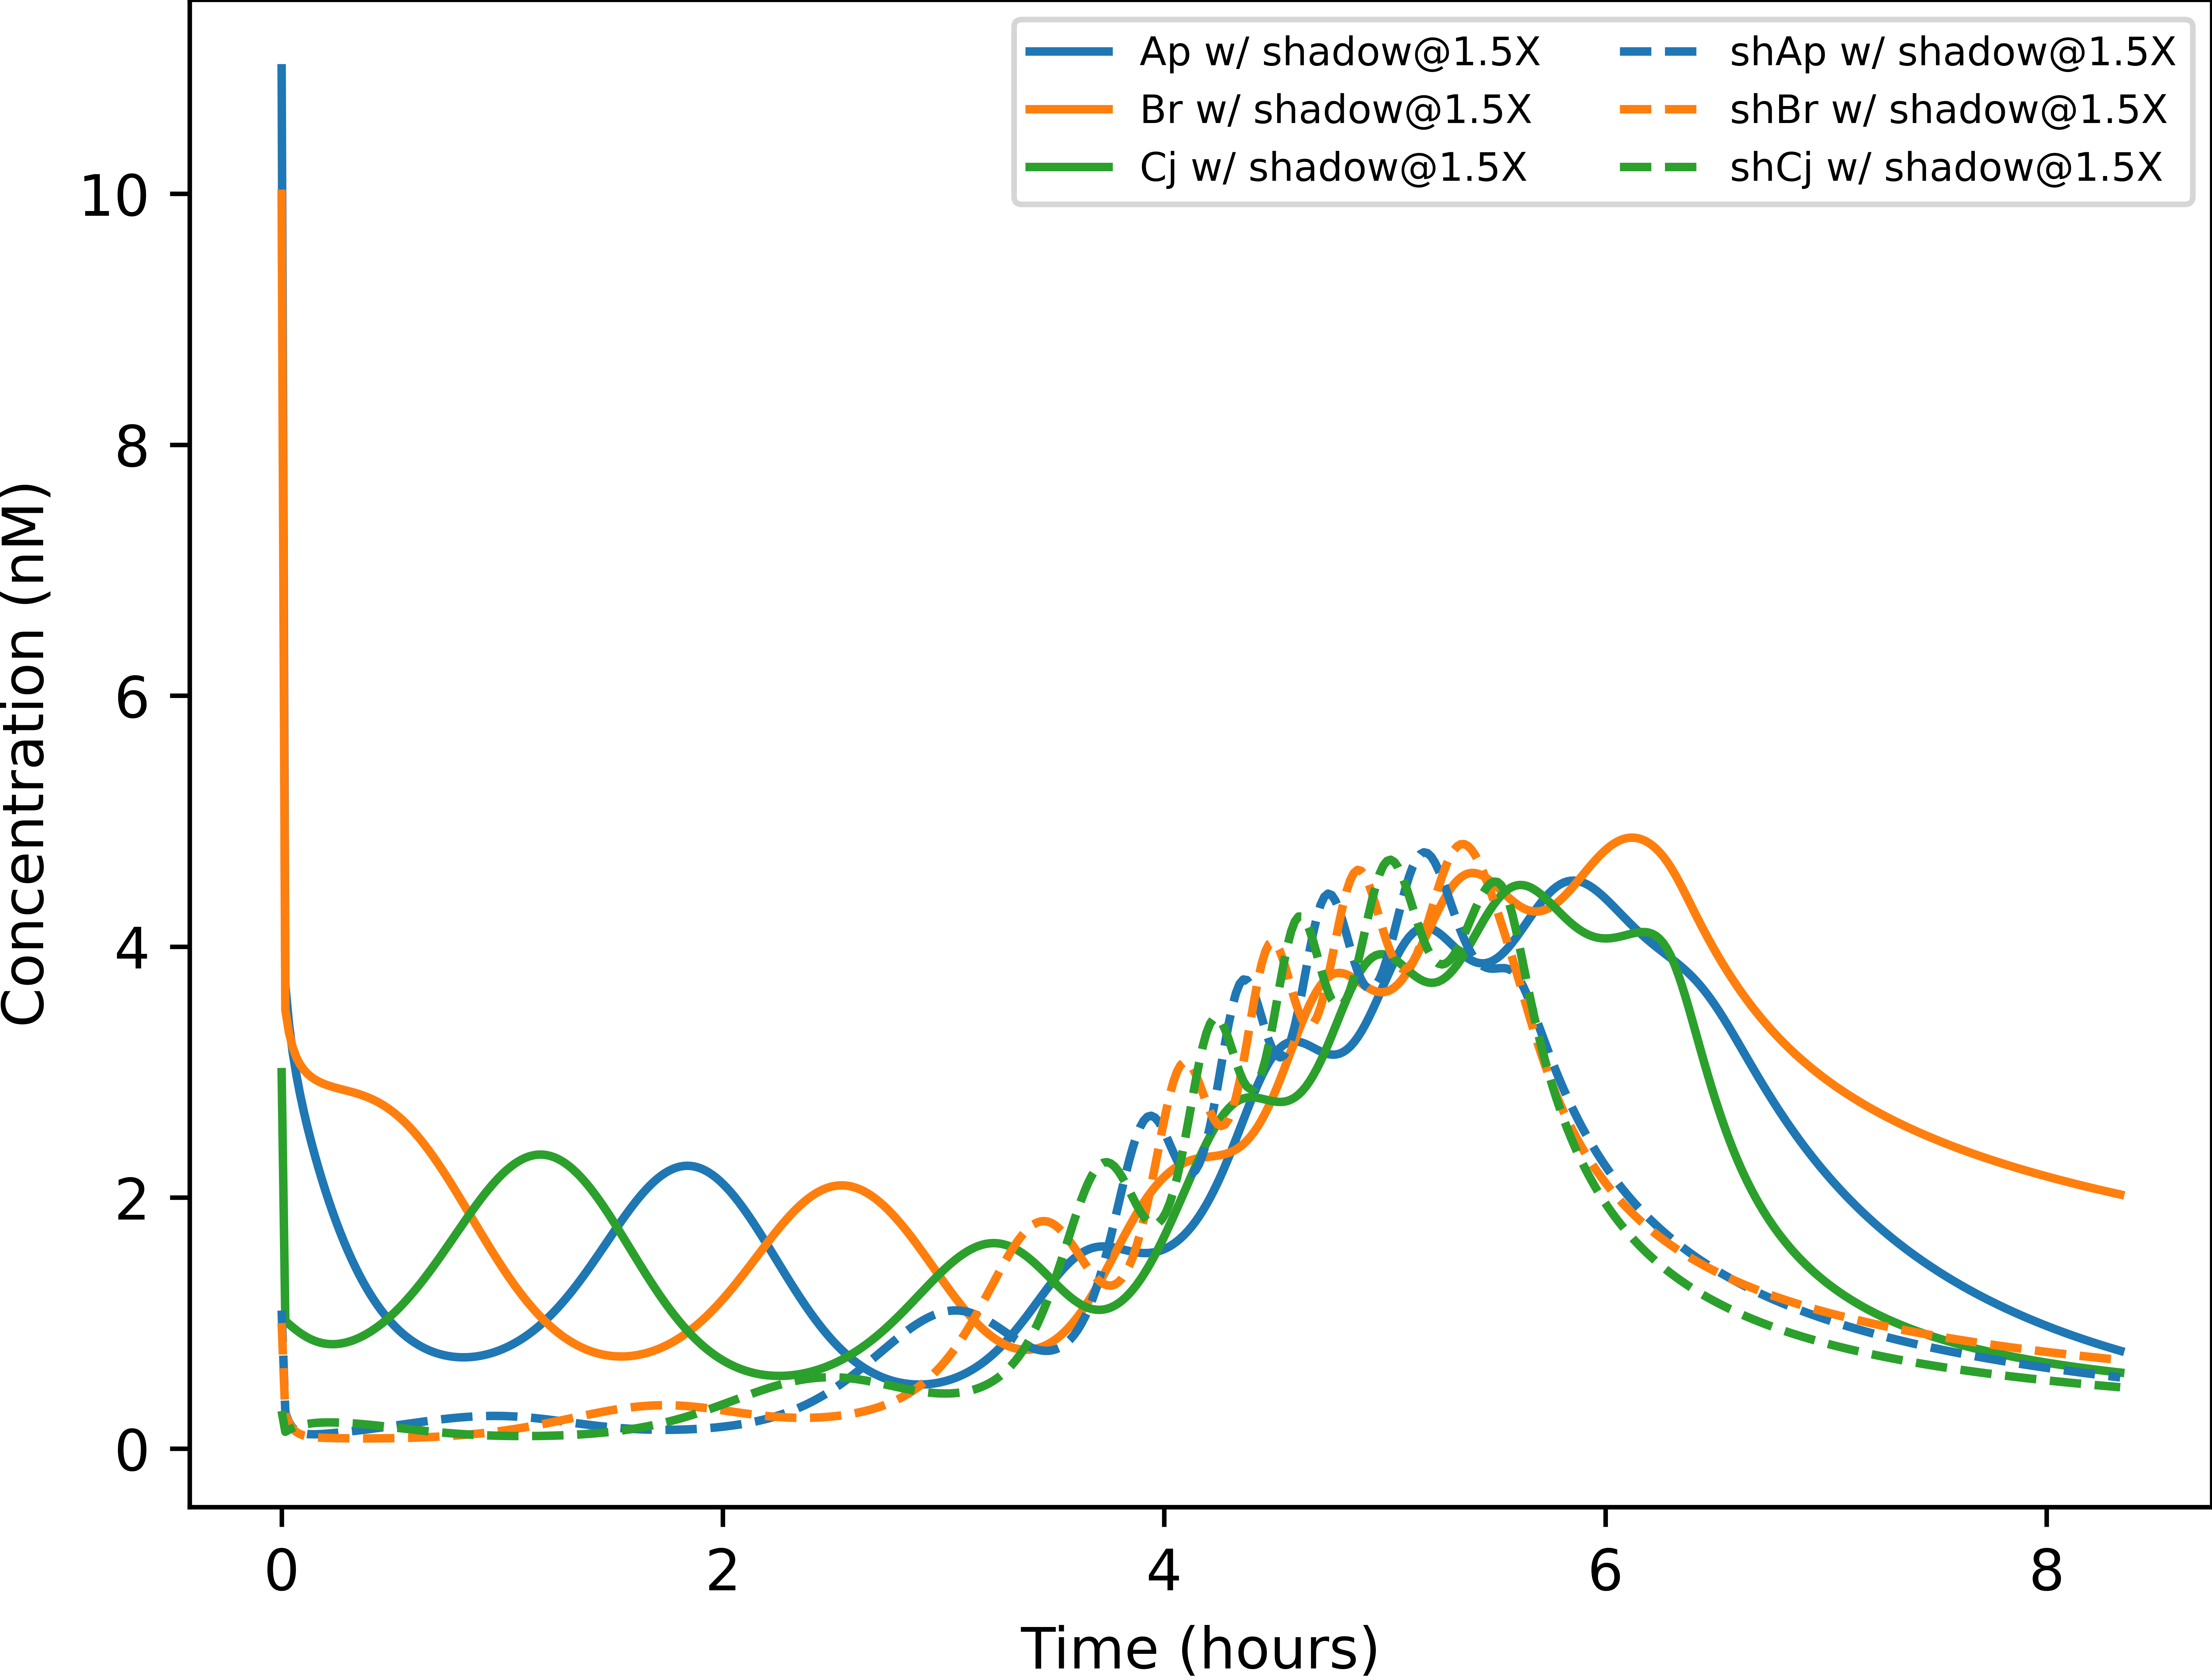 Ap w/ shadow@1.5X
Br w/ shadow@1.5X
Cj w/ shadow@1.5X
shAp w/ shadow@1.5X
shBr w/ shadow@1.5X
shCj w/ shadow@1.5X
Concentration (nM)
10
8
6
4
2
0
0 2 4 6 8
Time (hours)